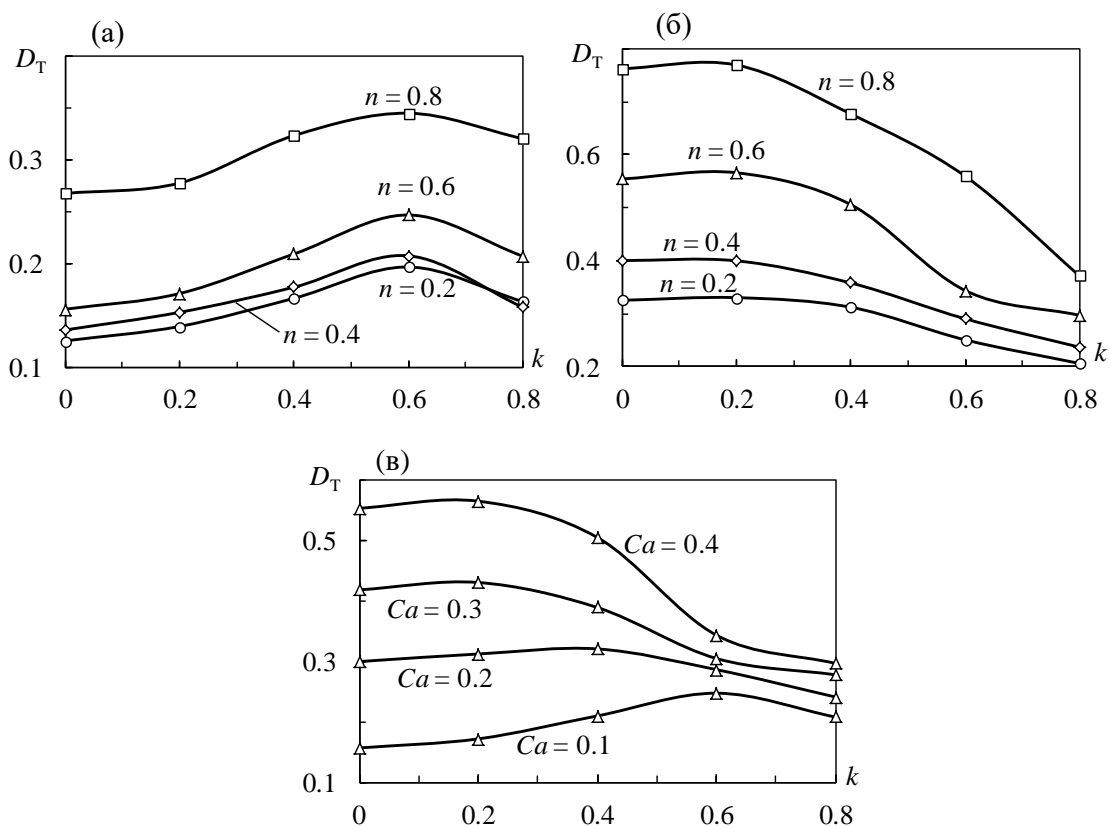 (а)
D_T
n = 0.8
0.3
n = 0.6
0.2
n = 0.2
n = 0.4
0.1
k
0 0.2 0.4 0.6 0.8
(б)
D_T
n = 0.8
0.6
n = 0.6
0.4
n = 0.4
n = 0.2
0.2
k
0 0.2 0.4 0.6 0.8
(в)
D_T
0.5
Ca = 0.4
Ca = 0.3
0.3
Ca = 0.2
Ca = 0.1
0.1
k
0 0.2 0.4 0.6 0.8